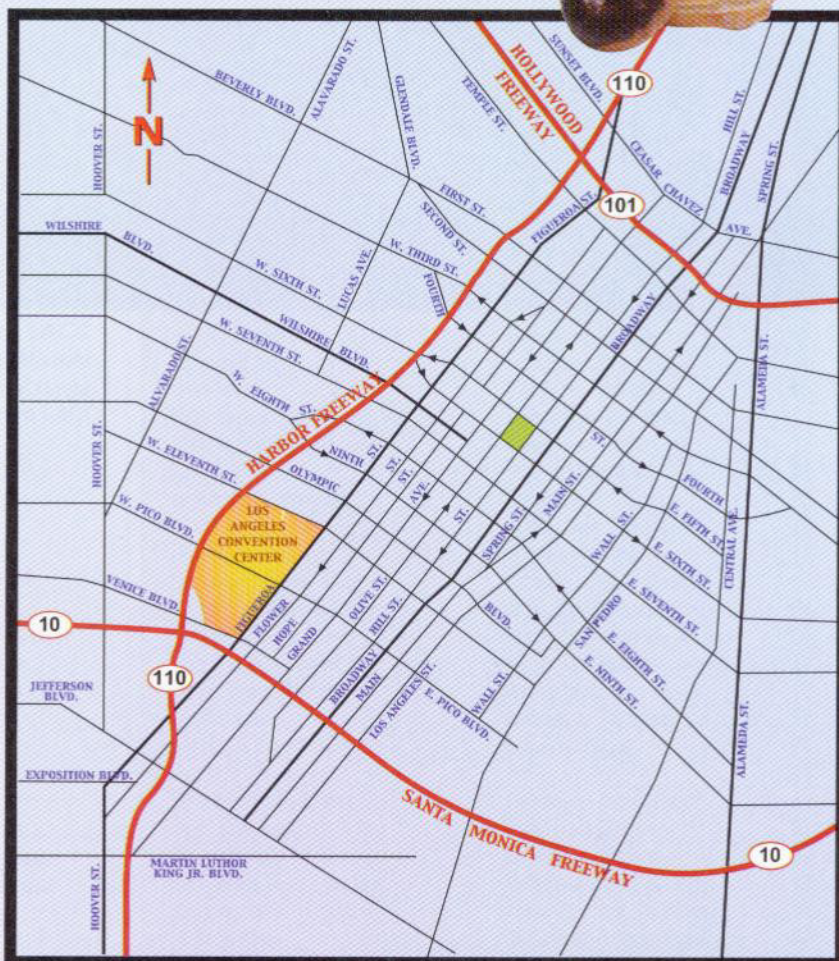 HOLLYWOOD
FREEWAY
SUNSET BLVD.
110
HILL ST.
BROADWAY
SPRING ST.
ALAVARADO ST.
BEVERLY BLVD.
GLENDALE BLVD.
TEMPLE ST.
CEASAR CHAVEZ
AVE.
N
HOOVER ST.
FIRST ST.
SECOND ST.
FIGUEROA ST.
101
WILSHIRE
BLVD.
W. THIRD ST.
FOURTH
W. SIXTH ST.
LUCAS AVE.
BROADWAY
WILSHIRE
BLVD.
W. SEVENTH ST.
ALVARADO ST.
ALAMEDA ST.
W. EIGHTH ST.
HARBOR FREEWAY
HOOVER ST.
W. ELEVENTH ST.
OLYMPIC
NINTH
ST.
ST.
ST.
AVE.
ST.
ST.
FOURTH
E. FIFTH ST.
W. PICO BLVD.
LOS
ANGELES
CONVENTION
CENTER
SPRING ST.
MAIN ST.
WALL ST.
E. SIXTH ST.
CENTRAL AVE.
VENICE BLVD.
FIGUEROA
FLOWER
HOPE
GRAND
OLIVE ST.
HILL ST.
BLVD.
SAN PEDRO
E. SEVENTH ST.
10
E. EIGHTH ST.
JEFFERSON
BLVD.
110
BROADWAY
MAIN
LOS ANGELES ST.
E. PICO BLVD.
WALL ST.
E. NINTH ST.
ALAMEDA ST.
EXPOSITION BLVD.
SANTA MONICA FREEWAY
10
MARTIN LUTHOR
KING JR. BLVD.
HOOVER ST.